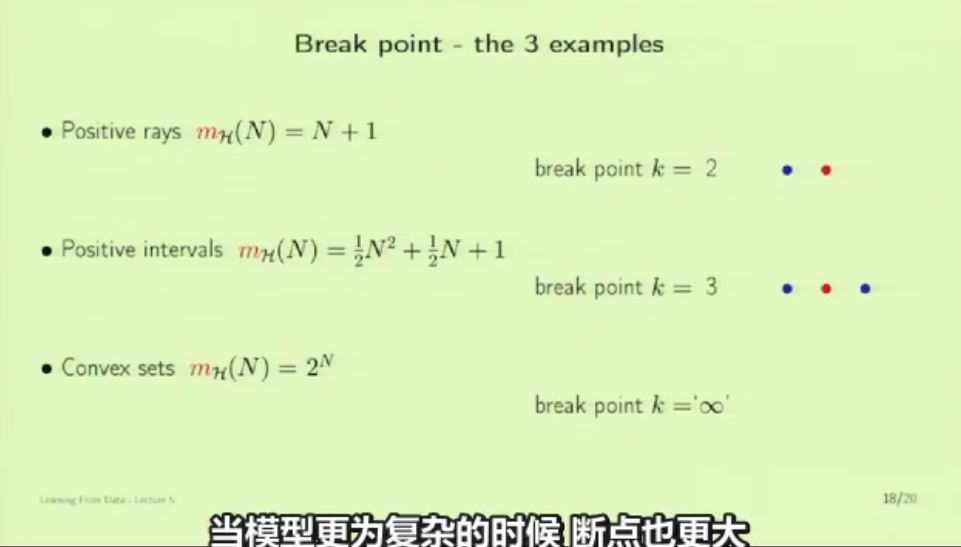 Break point - the 3 examples
• Positive rays m_H(N) = N + 1
break point k = 2
• Positive intervals m_H(N) = ½N² + ½N + 1
break point k = 3
• Convex sets m_H(N) = 2^N
break point k ='∞'
Learning From Data - Lecture 5
18/20
当模型更为复杂的时候 断点也更大